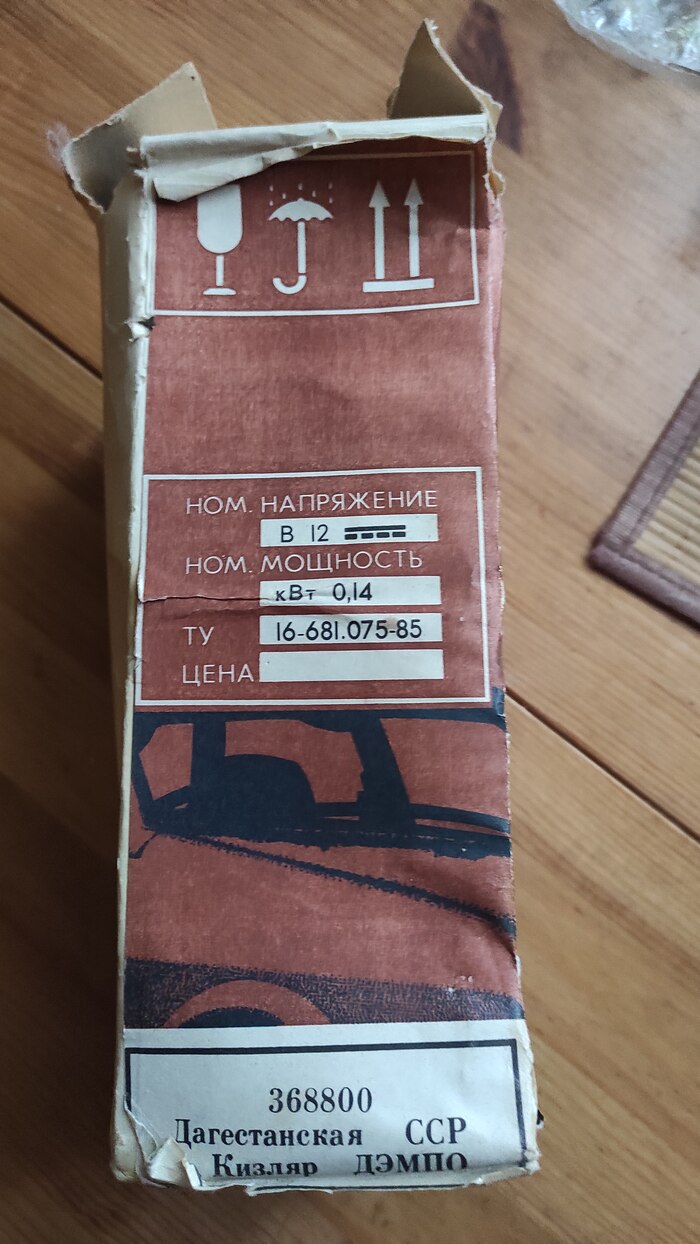 НОМ. НАПРЯЖЕНИЕ
В 12
НОМ. МОЩНОСТЬ
кВт 0,14
ТУ 16-681.075-85
ЦЕНА
368800
Дагестанская ССР
Кизляр ДЭМПО